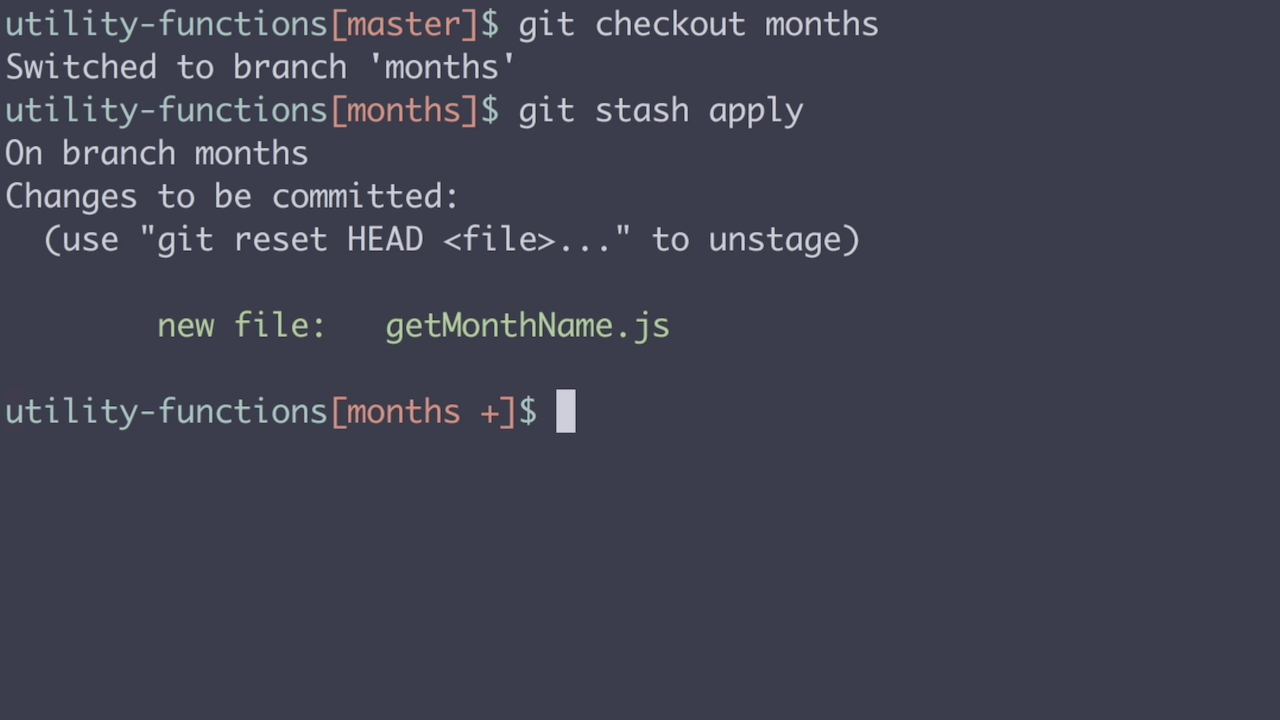 utility-functions[master]$ git checkout months
Switched to branch 'months'
utility-functions[months]$ git stash apply
On branch months
Changes to be committed:
  (use "git reset HEAD <file>..." to unstage)
        new file:   getMonthName.js
utility-functions[months +]$